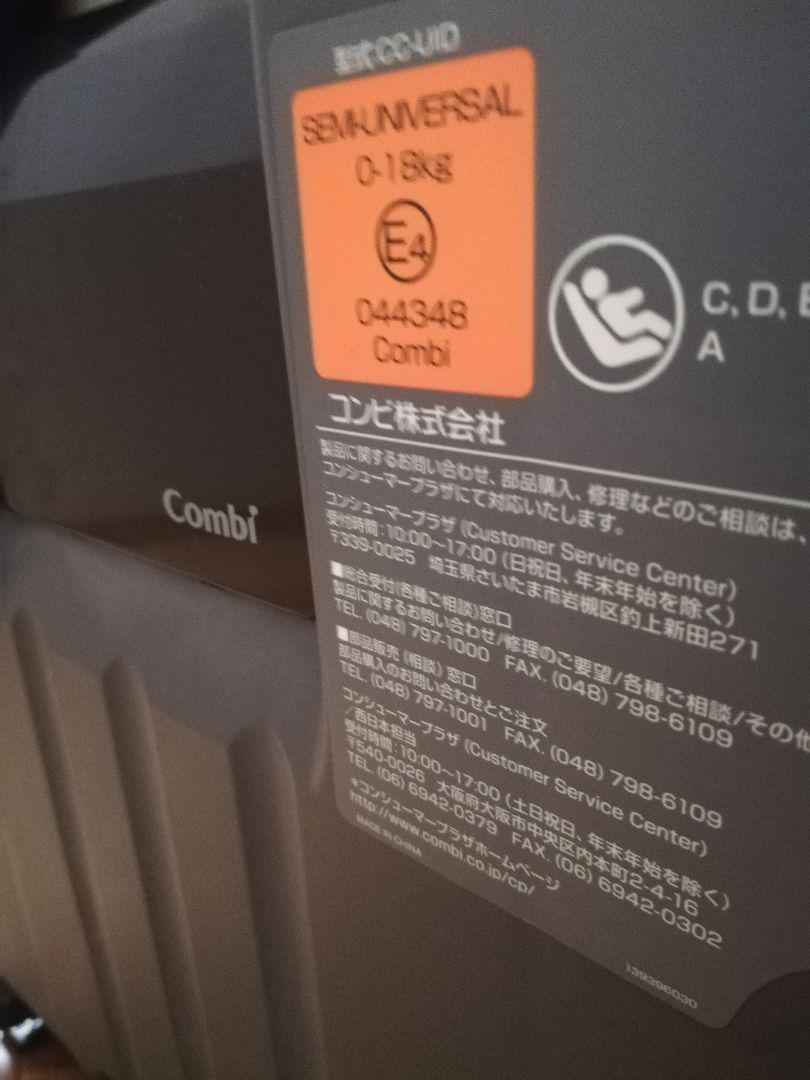 型式CC-UID
SEMI-UNIVERSAL
0-18kg
E4
044348
Combi
C, D, E
A
コンビ株式会社
製品に関するお問い合わせ、部品購入、修理などのご相談は、
コンシューマープラザにて対応いたします。
コンシューマープラザ (Customer Service Center)
受付時間:10:00~17:00 (日祝日、年末年始を除く)
〒339-0025 埼玉県さいたま市岩槻区釣上新田271
■総合受付(各種ご相談)窓口
製品に関するお問い合わせ/修理のご要望/各種ご相談/その他
TEL. (048) 797-1000 FAX. (048) 798-6109
■部品販売 (相談) 窓口
部品購入のお問い合わせとご注文
TEL. (048) 797-1001 FAX. (048) 798-6109
コンシューマープラザ (Customer Service Center)
/西日本担当
受付時間:10:00~17:00 (土日祝日、年末年始を除く)
〒540-0026 大阪府大阪市中央区内本町2-4-16
TEL. (06) 6942-0379 FAX. (06) 6942-0302
*コンシューマープラザホームページ
http://www.combi.co.jp/cp/
MADE IN CHINA
139396030
Combi